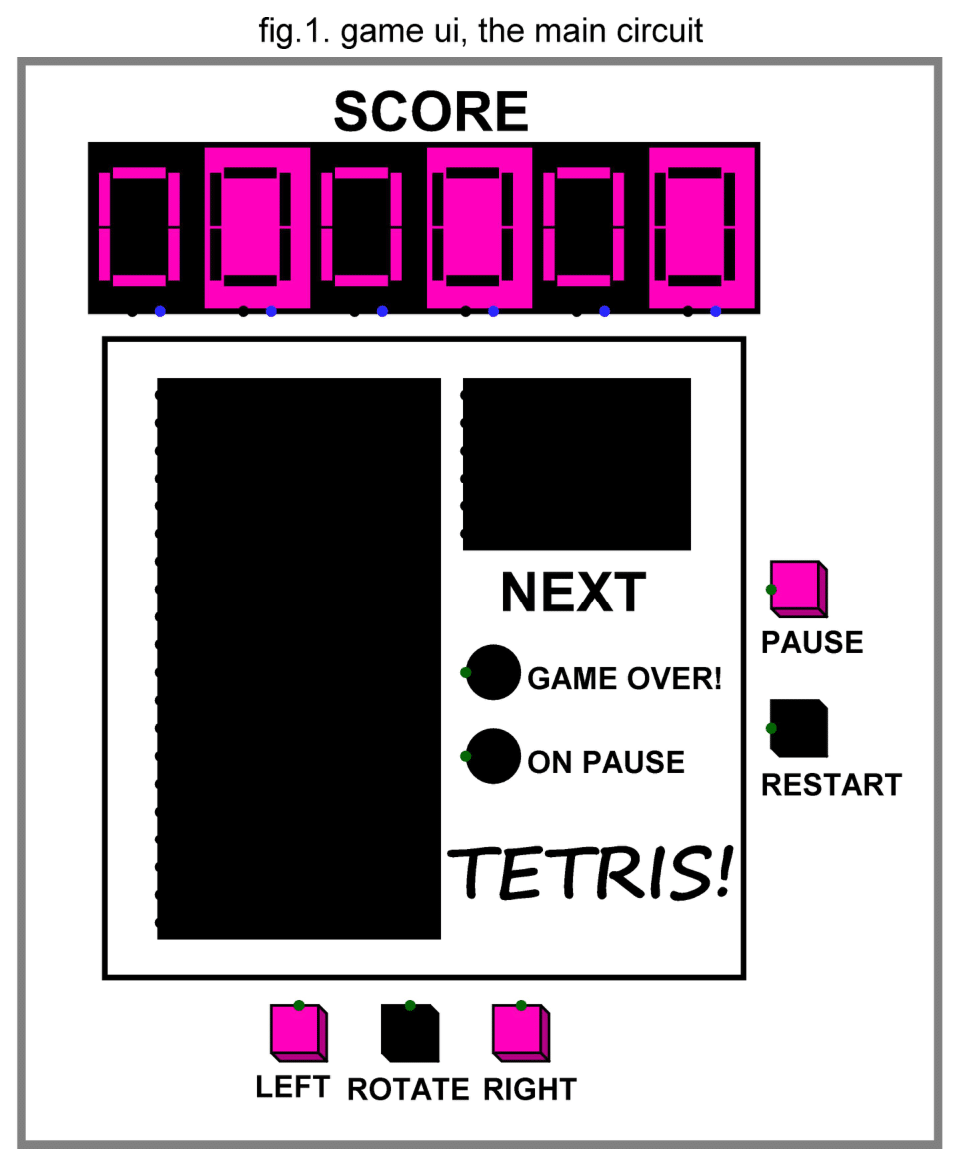 fig.1. game ui, the main circuit
SCORE
000000
NEXT
GAME OVER!
ON PAUSE
PAUSE
RESTART
TETRIS!
LEFT ROTATE RIGHT